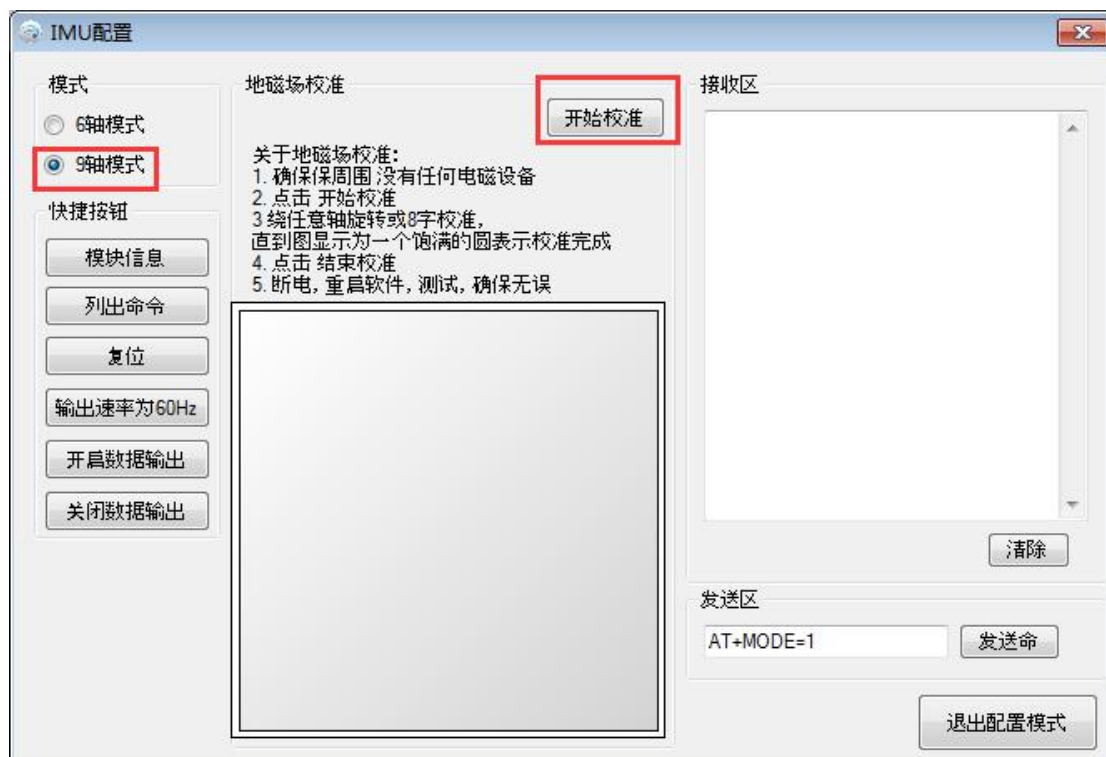 IMU配置
模式
6轴模式
9轴模式
快捷按钮
模块信息
列出命令
复位
输出速率为60Hz
开启数据输出
关闭数据输出
地磁场校准
开始校准
关于地磁场校准:
1. 确保保周围 没有任何电磁设备
2. 点击 开始校准
3 绕任意轴旋转或8字校准,
直到图显示为一个饱满的圆表示校准完成
4. 点击 结束校准
5. 断电, 重启软件, 测试, 确保无误
接收区
清除
发送区
AT+MODE=1
发送命
退出配置模式